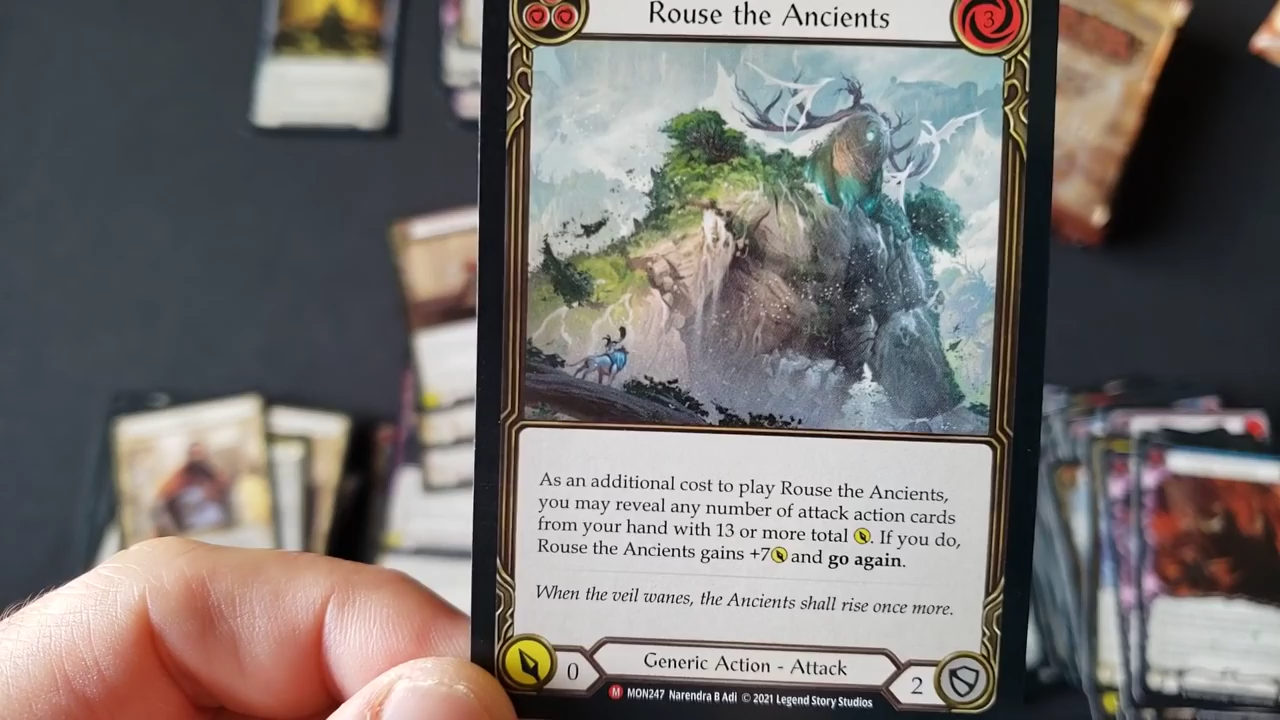 Rouse the Ancients
3
As an additional cost to play Rouse the Ancients,
you may reveal any number of attack action cards
from your hand with 13 or more total . If you do,
Rouse the Ancients gains +7 and go again.
When the veil wanes, the Ancients shall rise once more.
0
Generic Action - Attack
2
M MON247 Narendra B Adi © 2021 Legend Story Studios